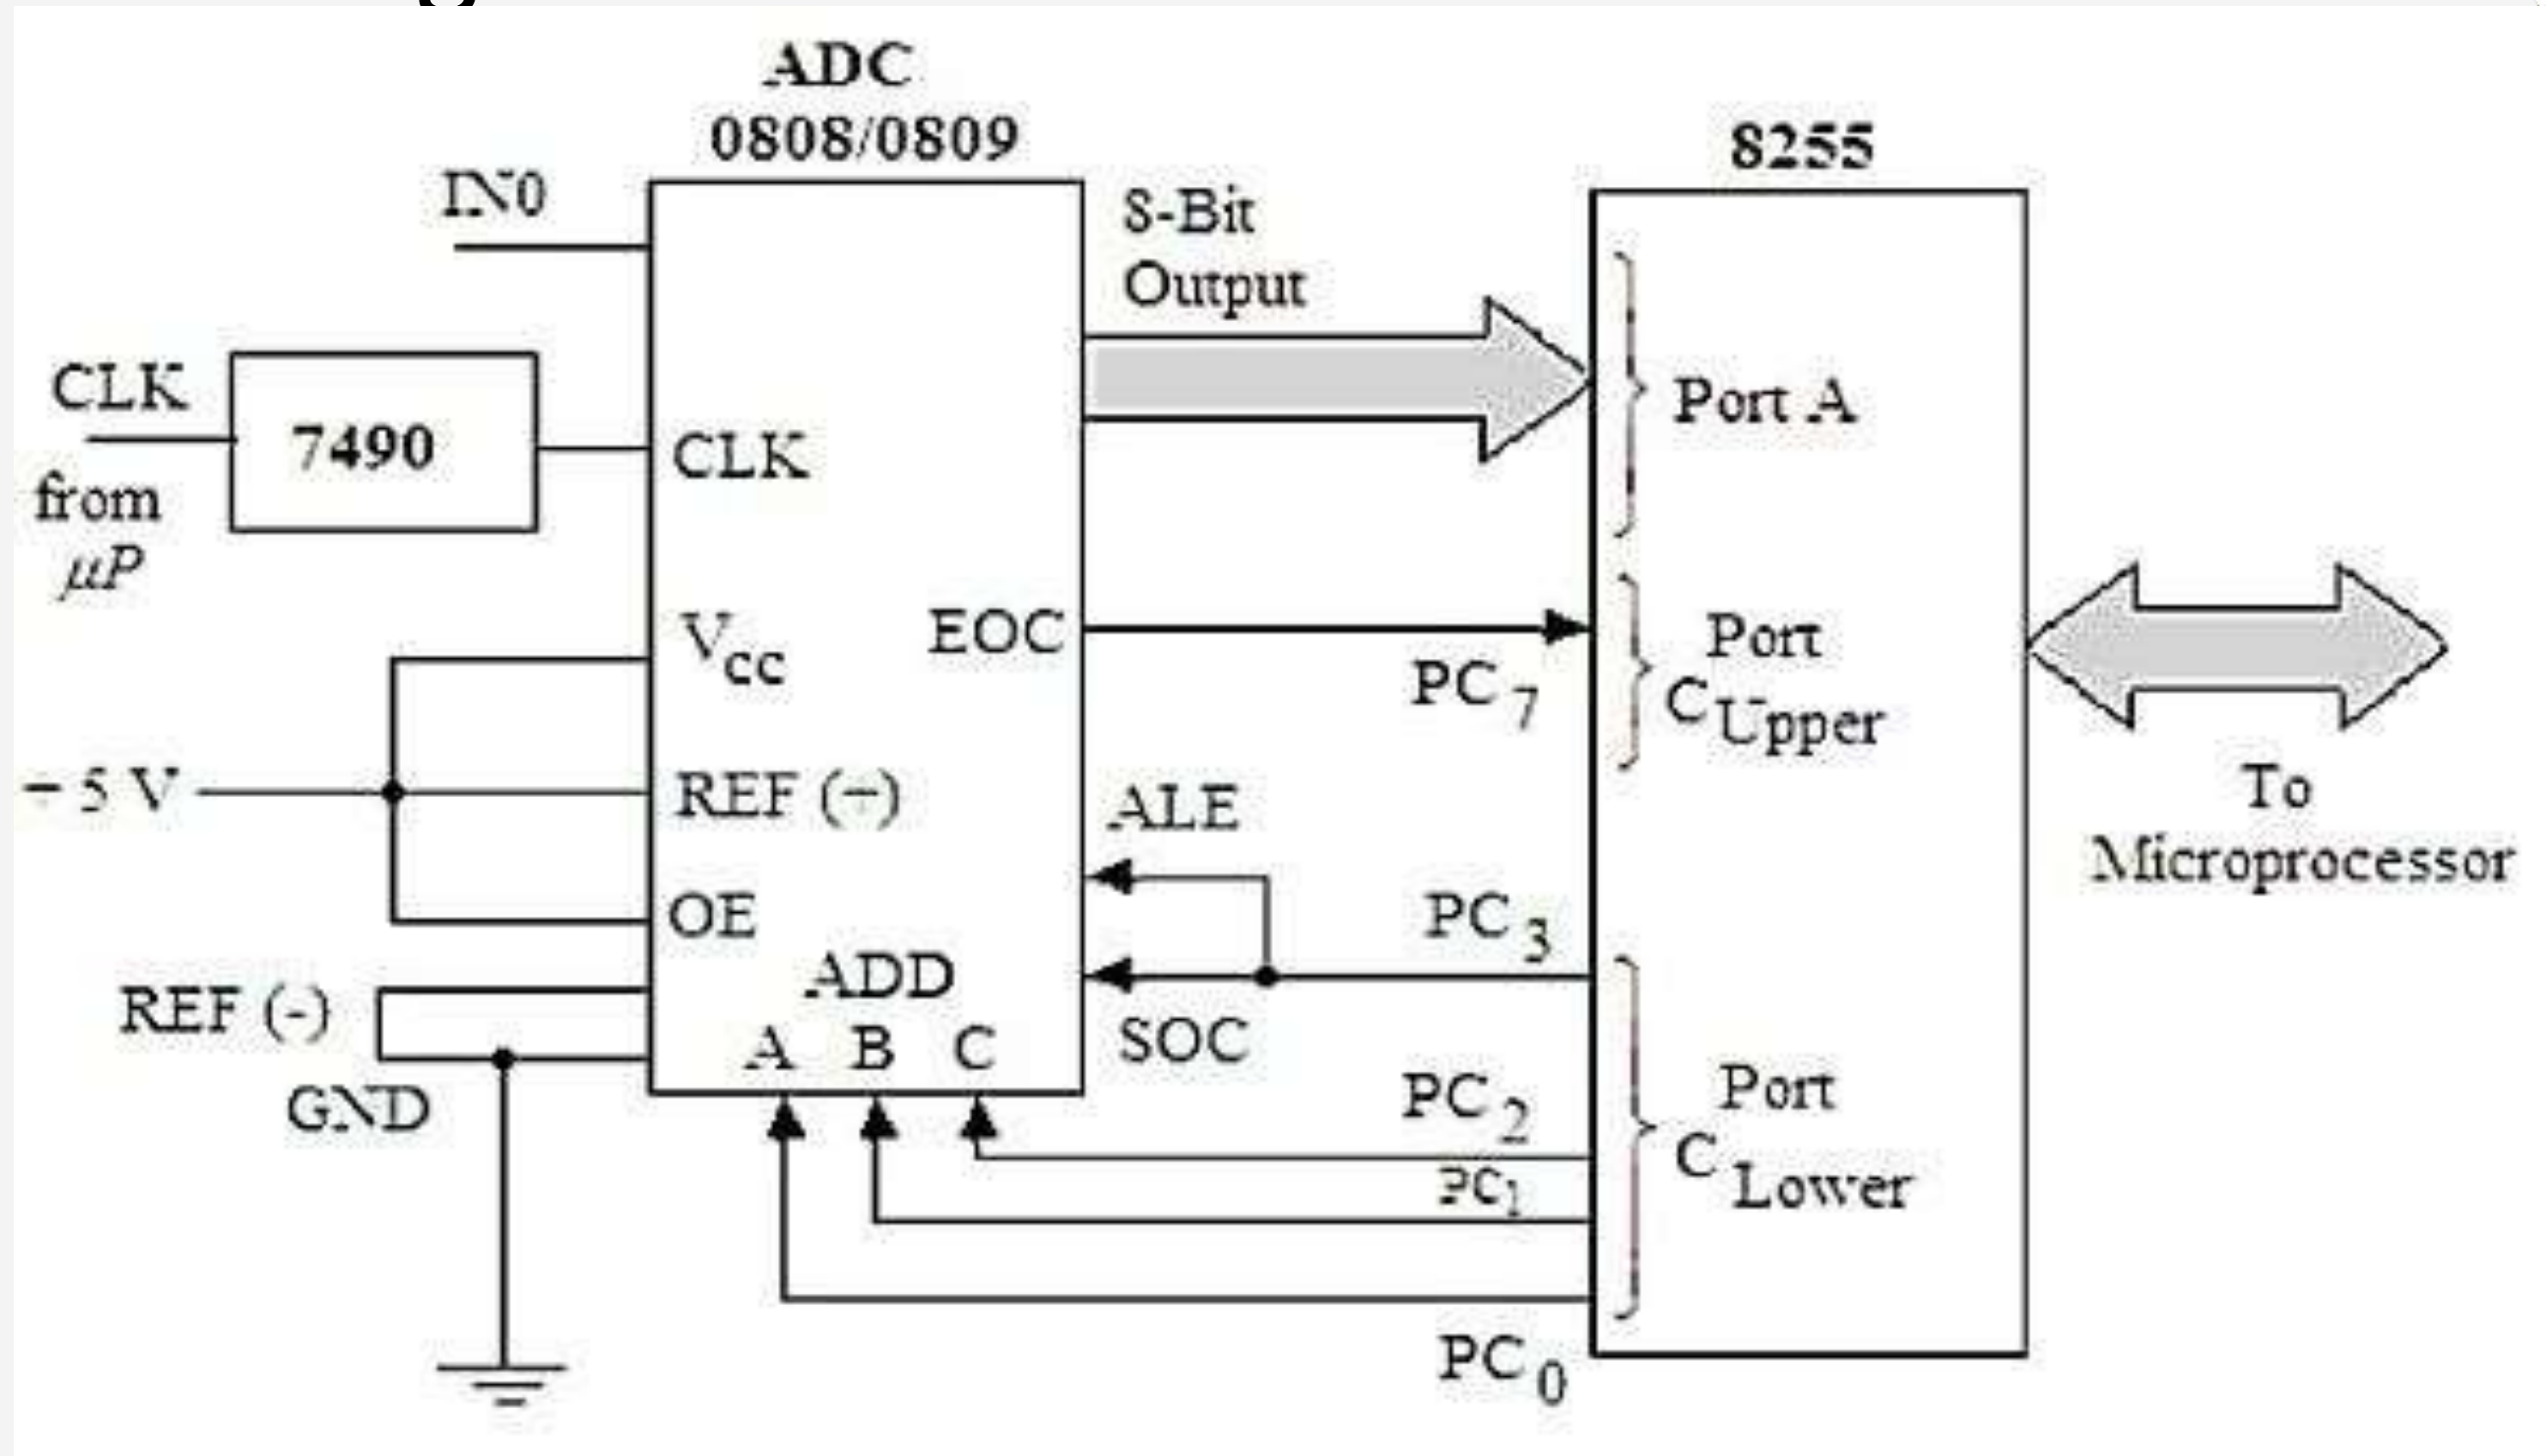 ADC
0808/0809
8255
IN0
8-Bit
Output
CLK
7490
from
μP
CLK
Port A
VCC
EOC
PC7
Port
CUpper
- 5 V
REF (+)
ALE
To
Microprocessor
OE
PC3
ADD
REF (-)
A B C
SOC
GND
PC2
PC1
Port
CLower
PC0